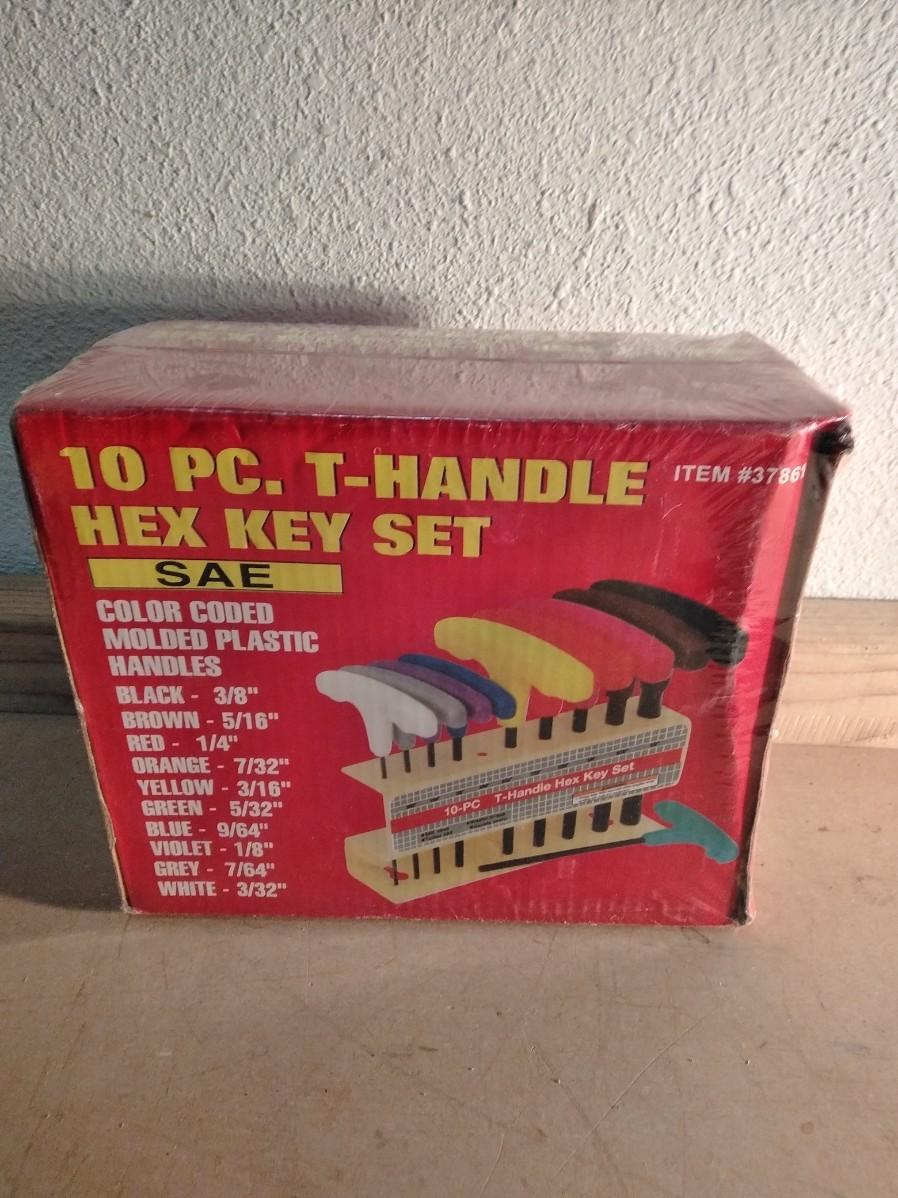 10 PC. T-HANDLE
ITEM #3786
HEX KEY SET
SAE
COLOR CODED
MOLDED PLASTIC
HANDLES
BLACK - 3/8"
BROWN - 5/16"
RED - 1/4"
ORANGE - 7/32"
YELLOW - 3/16"
GREEN - 5/32"
BLUE - 9/64"
VIOLET - 1/8"
GREY - 7/64"
WHITE - 3/32"
10-PC T-Handle Hex Key Set